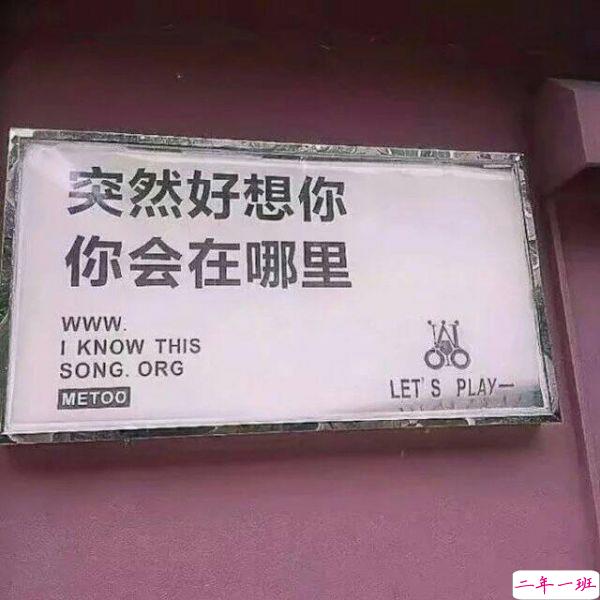 突然好想你
你会在哪里
WWW.
I KNOW THIS
SONG. ORG
METOO
LET'S PLAY—
二年一班